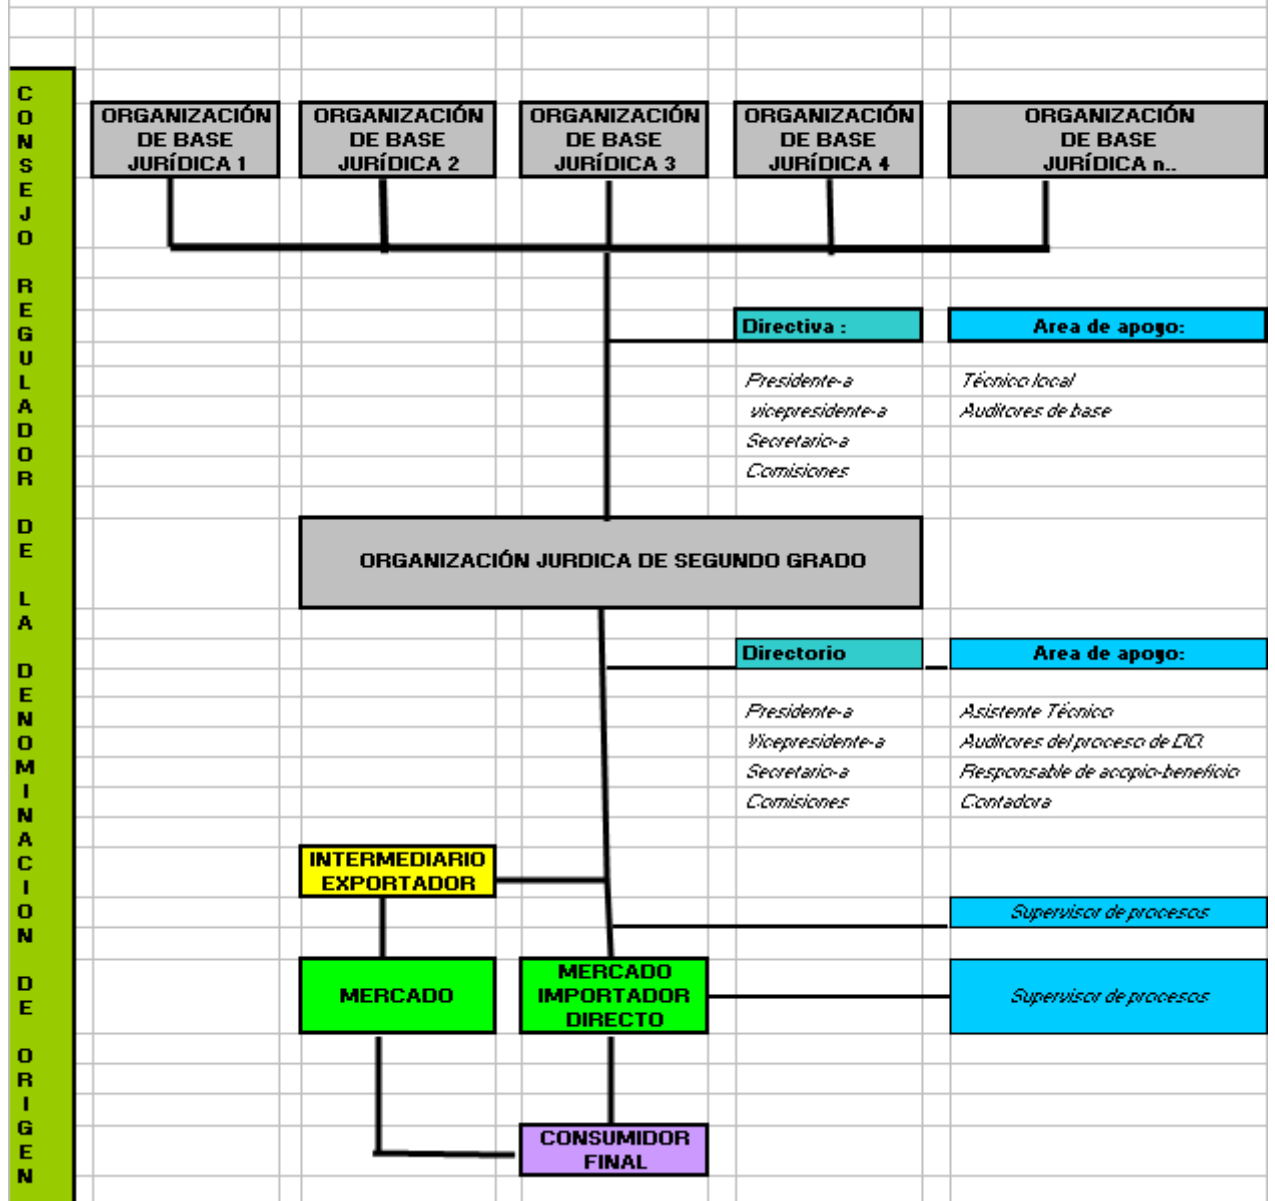 CONSEJO REGULADOR DE LA DENOMINACION DE ORIGEN
ORGANIZACIÓN
DE BASE
JURÍDICA 1
ORGANIZACIÓN
DE BASE
JURÍDICA 2
ORGANIZACIÓN
DE BASE
JURÍDICA 3
ORGANIZACIÓN
DE BASE
JURÍDICA 4
ORGANIZACIÓN
DE BASE
JURÍDICA n..
Directiva :
Presidente-a
vicepresidente-a
Secretario-a
Comisiones
Area de apoyo:
Técnico local
Auditores de base
ORGANIZACIÓN JURDICA DE SEGUNDO GRADO
Directorio
Presidente-a
Vicepresidente-a
Secretario-a
Comisiones
Area de apoyo:
Asistente Técnico
Auditores del proceso de DO.
Responsable de acopio-beneficio
Contadora
INTERMEDIARIO
EXPORTADOR
Supervisor de procesos
MERCADO
MERCADO
IMPORTADOR
DIRECTO
Supervisor de procesos
CONSUMIDOR
FINAL